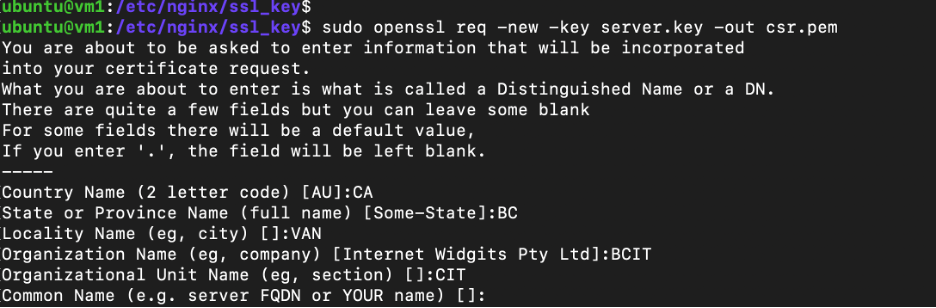 ubuntu@vm1:/etc/nginx/ssl_key$
ubuntu@vm1:/etc/nginx/ssl_key$ sudo openssl req -new -key server.key -out csr.pem
You are about to be asked to enter information that will be incorporated
into your certificate request.
What you are about to enter is what is called a Distinguished Name or a DN.
There are quite a few fields but you can leave some blank
For some fields there will be a default value,
If you enter '.', the field will be left blank.
-----
Country Name (2 letter code) [AU]:CA
State or Province Name (full name) [Some-State]:BC
Locality Name (eg, city) []:VAN
Organization Name (eg, company) [Internet Widgits Pty Ltd]:BCIT
Organizational Unit Name (eg, section) []:CIT
Common Name (e.g. server FQDN or YOUR name) []: